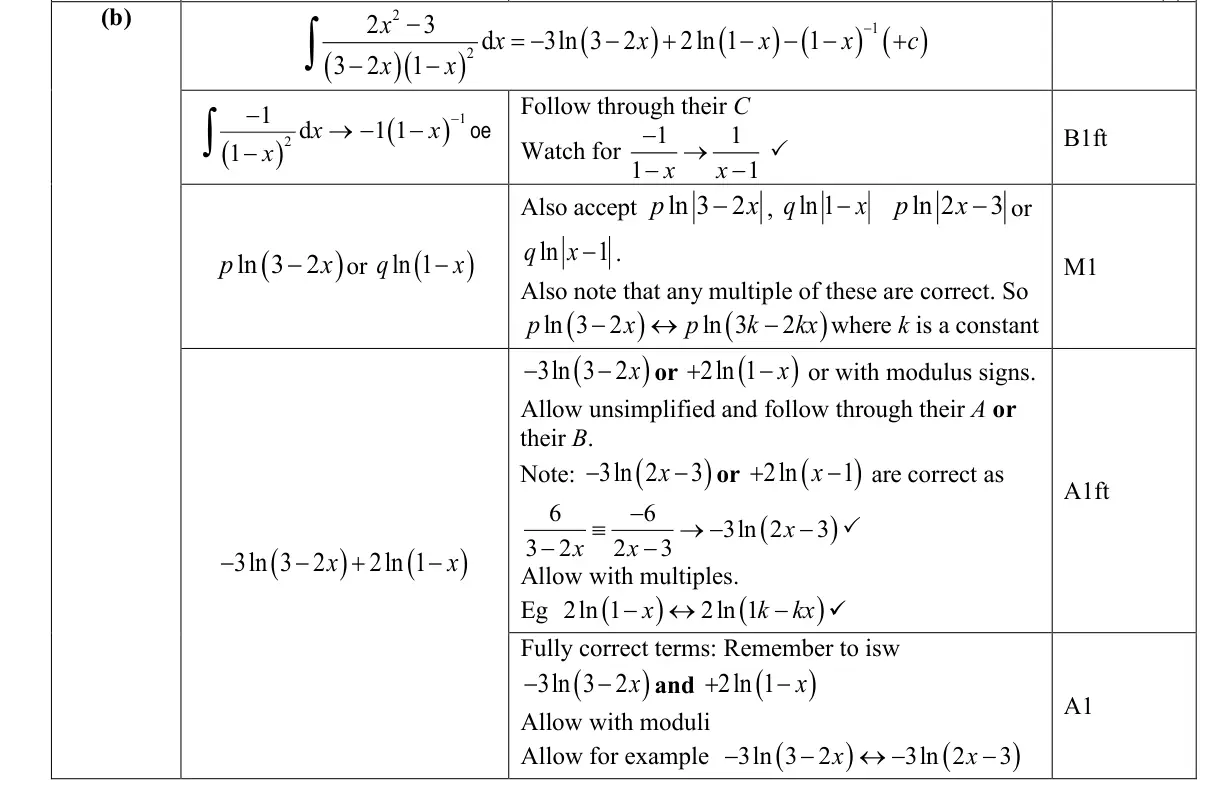 (b)
∫ (2x² − 3)/((3 − 2x)(1 − x)²) dx = −3ln(3 − 2x) + 2ln(1 − x) − (1 − x)⁻¹ (+c)
∫ −1/(1 − x)² dx → −1(1 − x)⁻¹ oe
Follow through their C
Watch for −1/(1 − x) → 1/(x − 1) ✓
B1ft
p ln(3 − 2x) or q ln(1 − x)
Also accept p ln|3 − 2x|, q ln|1 − x| p ln|2x − 3| or
q ln|x − 1|.
Also note that any multiple of these are correct. So
p ln(3 − 2x) ↔ p ln(3k − 2kx) where k is a constant
M1
−3ln(3 − 2x) + 2ln(1 − x)
−3ln(3 − 2x) or +2ln(1 − x) or with modulus signs.
Allow unsimplified and follow through their A or
their B.
Note: −3ln(2x − 3) or +2ln(x − 1) are correct as
6/(3 − 2x) ≡ −6/(2x − 3) → −3ln(2x − 3) ✓
Allow with multiples.
Eg 2ln(1 − x) ↔ 2ln(1k − kx) ✓
A1ft
Fully correct terms: Remember to isw
−3ln(3 − 2x) and +2ln(1 − x)
Allow with moduli
Allow for example −3ln(3 − 2x) ↔ −3ln(2x − 3)
A1